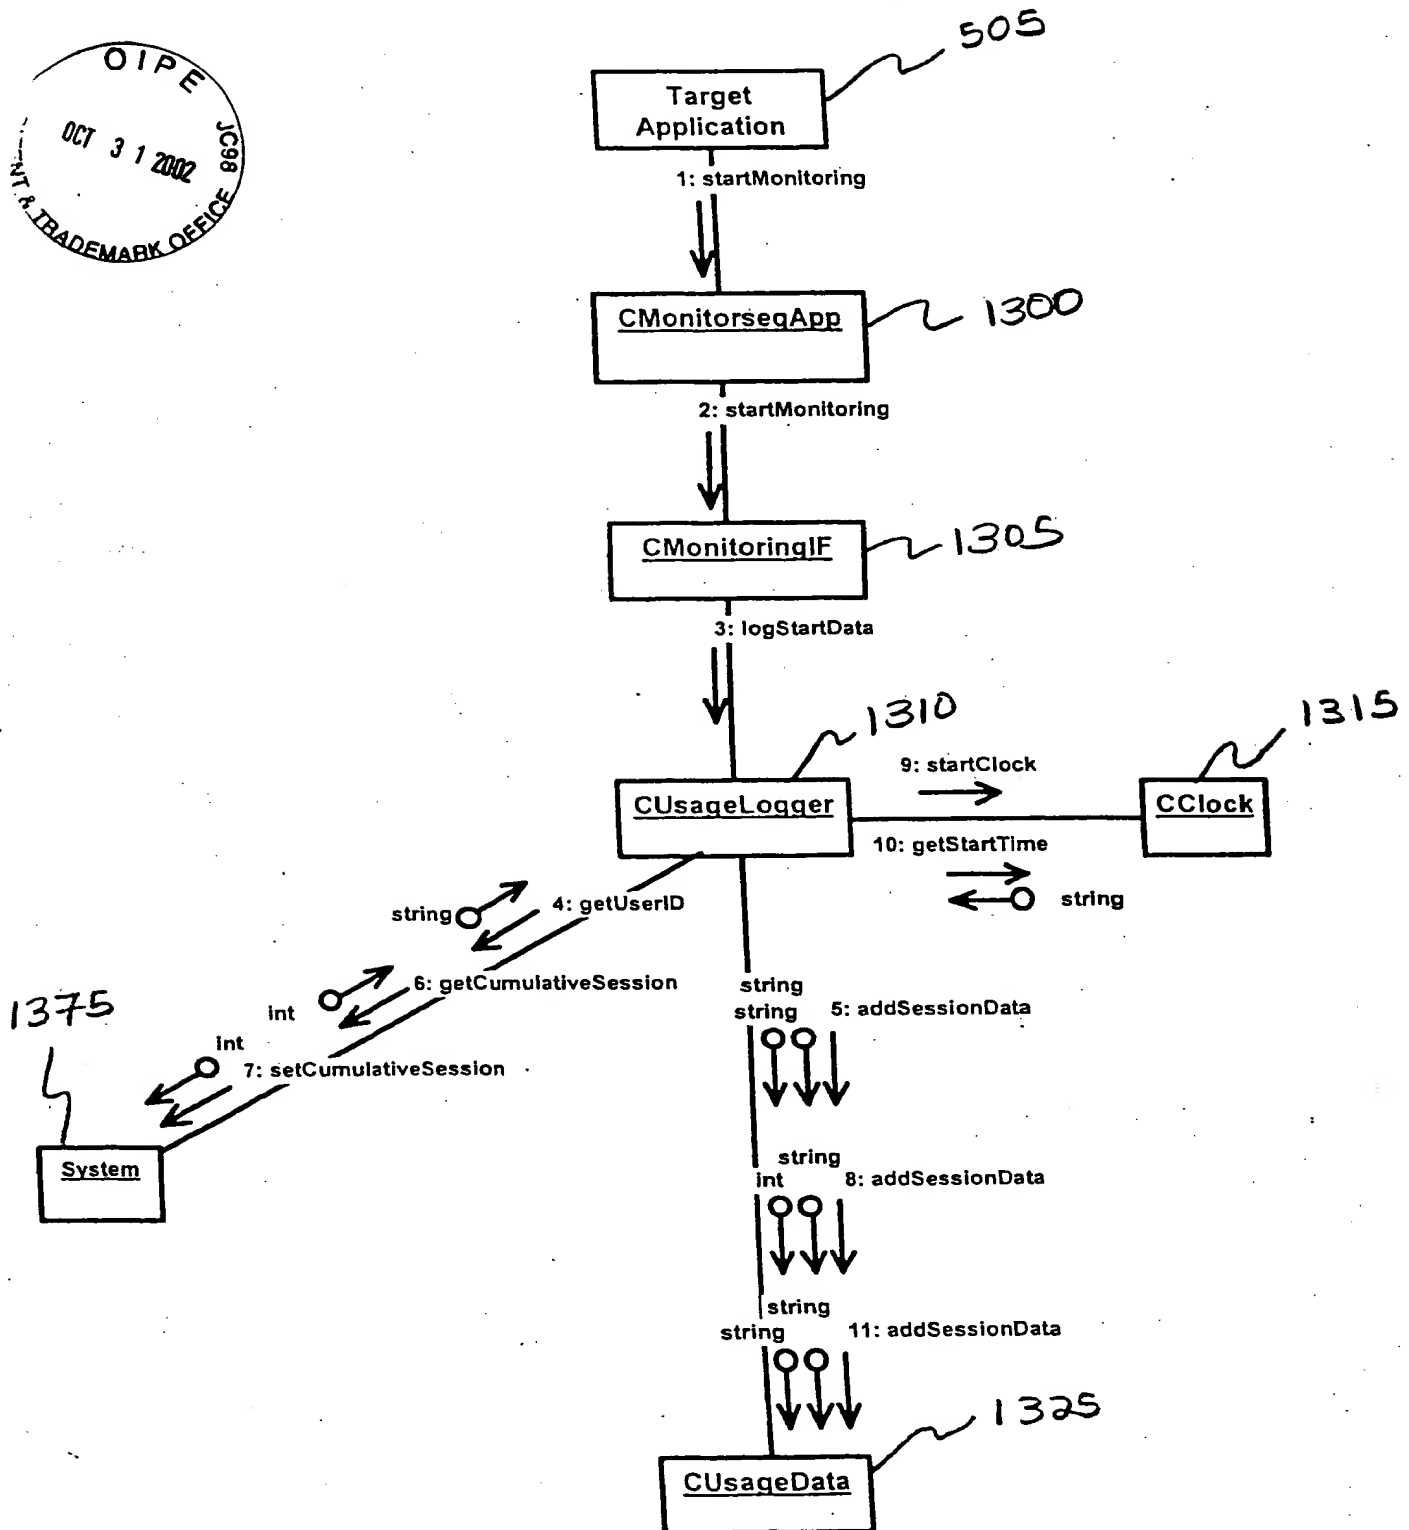 OIPE
OCT 31 2002
JC98
NT & TRADEMARK OFFICE
505
Target
Application
1: startMonitoring
CMonitorseqApp
1300
2: startMonitoring
CMonitoringIF
1305
3: logStartData
1310
1315
9: startClock
CUsageLogger
CClock
10: getStartTime
string
string
4: getUserID
6: getCumulativeSession
int
1375
int
7: setCumulativeSession
System
string
string
5: addSessionData
string
int
8: addSessionData
string
string
11: addSessionData
1325
CUsageData